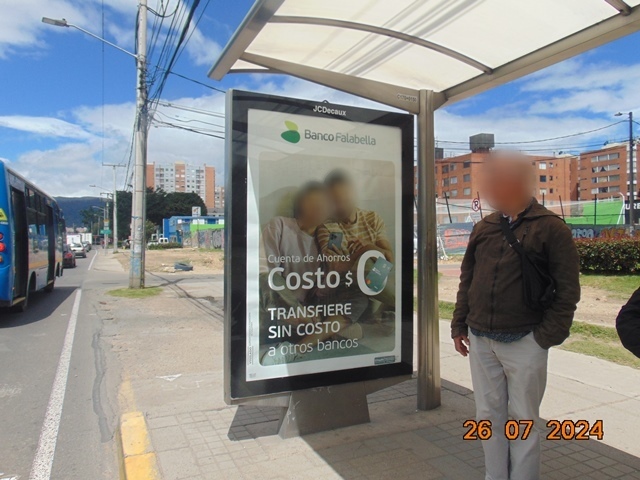 JCDecaux
Banco Falabella
Cuenta de Ahorros
Costo $0
TRANSFIERE
SIN COSTO
a otros bancos
26 07 2024